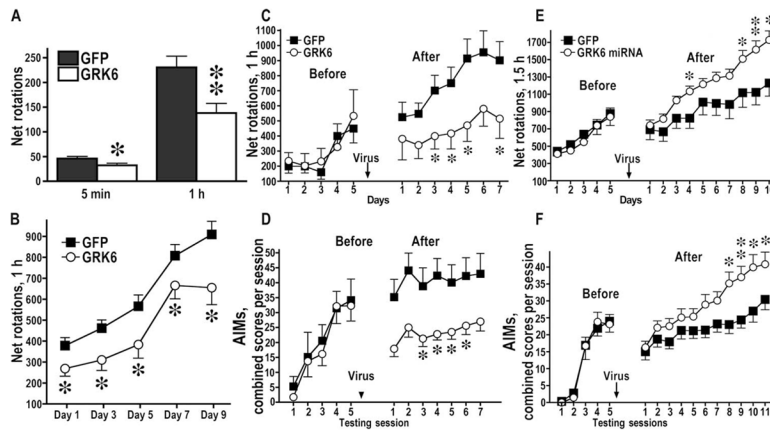 A
GFP
GRK6
Net rotations
250
200
150
100
50
0
*
* *
5 min
1 h
B
GFP
GRK6
Net rotations, 1 h
900
800
700
600
500
400
300
200
* * * * *
Day 1 Day 3 Day 5 Day 7 Day 9
C
GFP
GRK6
Before
After
Net rotations, 1 h
1100
1000
900
800
700
600
500
400
300
200
100
* * * *
Virus
1 2 3 4 5 1 2 3 4 5 6 7
Days
D
Before
After
AIMs,
combined scores per session
45
40
35
30
25
20
15
10
5
0
* * * *
Virus
1 2 3 4 5 1 2 3 4 5 6 7
Testing session
E
GFP
GRK6 miRNA
Before
After
Net rotations, 1.5 h
1700
1500
1300
1100
900
700
500
300
100
* * * * * *
Virus
1 2 3 4 5 1 2 3 4 5 6 7 8 9
Days
F
Before
After
AIMs,
combined scores per session
40
35
30
25
20
15
10
5
0
* * * * *
Virus
1 2 3 4 5 1 2 3 4 5 6 7 8 9 10 11
Testing sessions